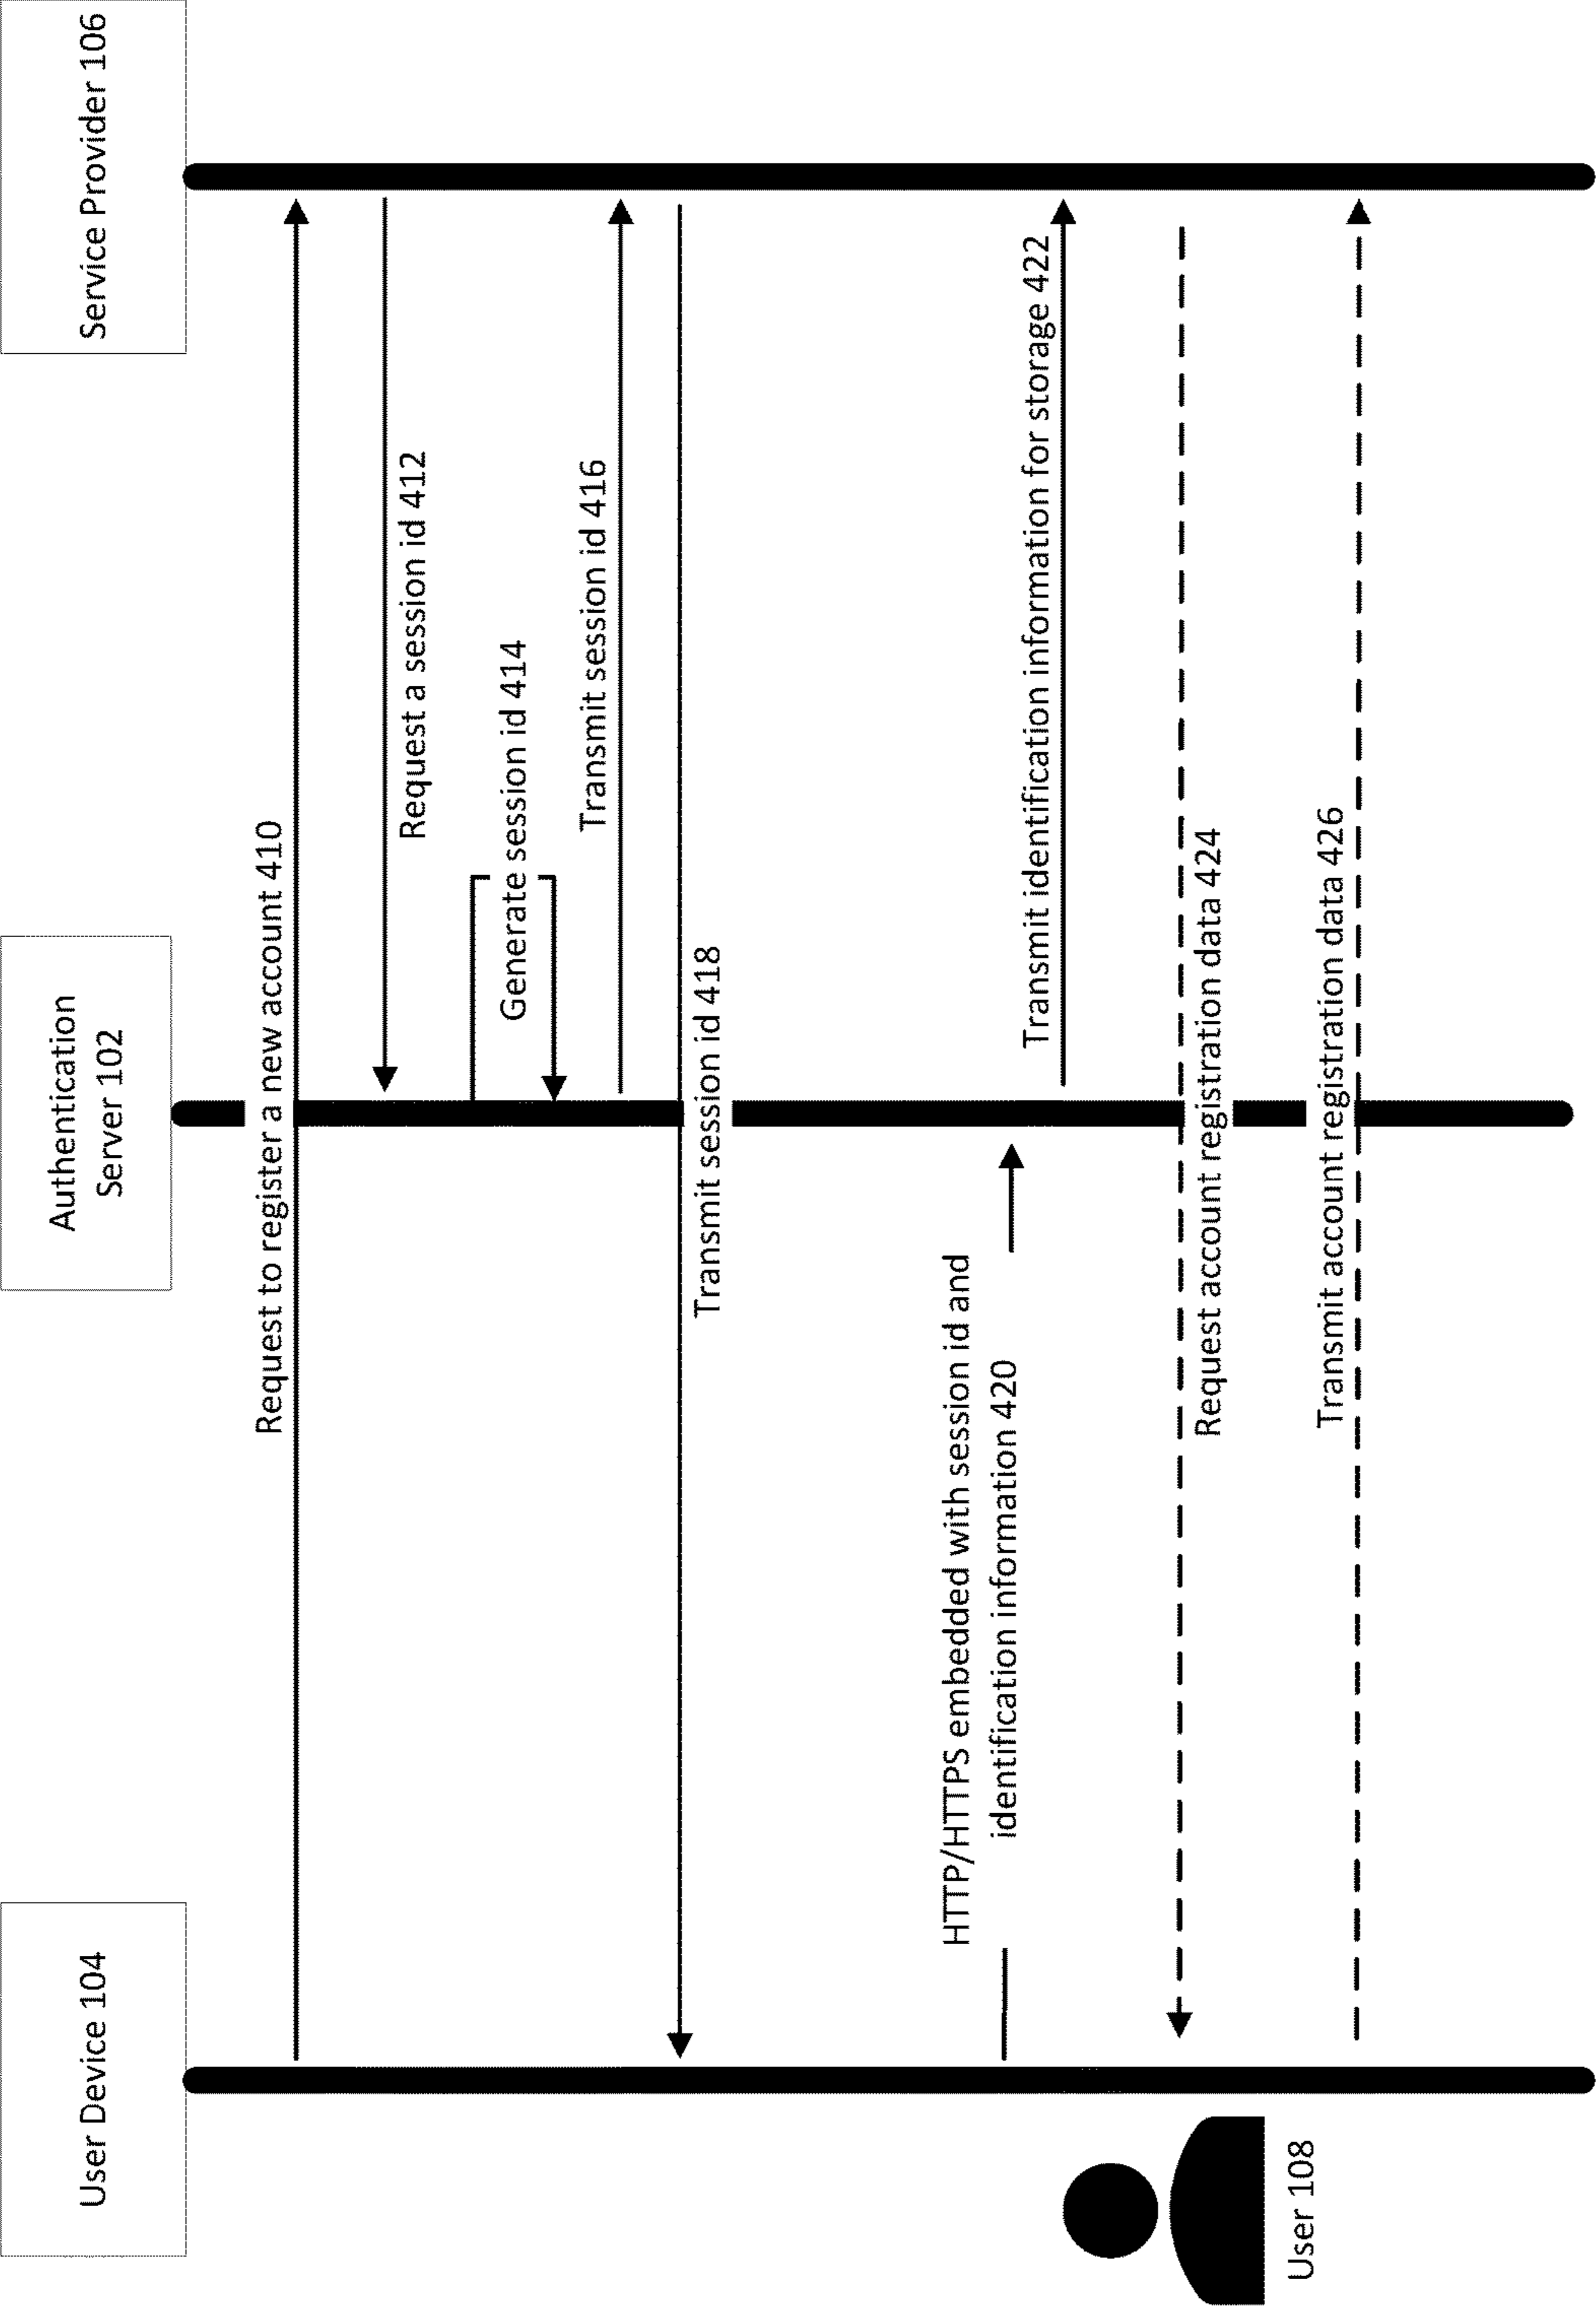 User Device 104
Authentication
Server 102
Service Provider 106
Request to register a new account 410
Request a session id 412
Generate session id 414
Transmit session id 416
Transmit session id 418
HTTP/HTTPS embedded with session id and
identification information 420
Transmit identification information for storage 422
Request account registration data 424
Transmit account registration data 426
User 108